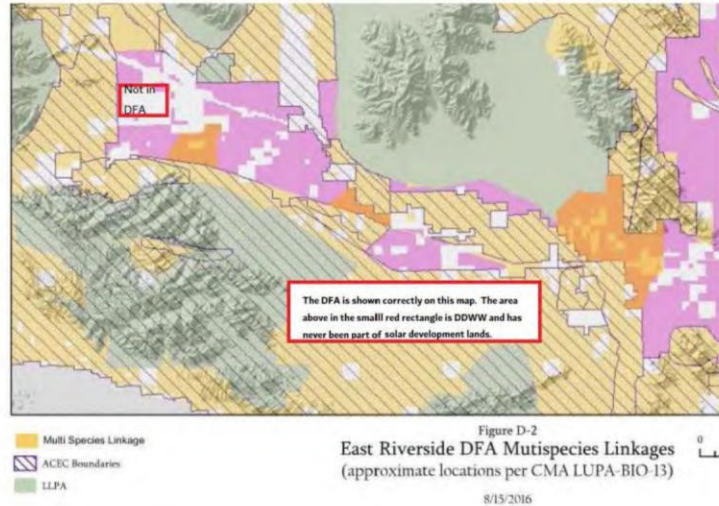 Not in
DFA
The DFA is shown correctly on this map. The area
above in the smalll red rectangle is DDWW and has
never been part of solar development lands.
Figure D-2
East Riverside DFA Mutispecies Linkages
(approximate locations per CMA LUPA-BIO-13)
8/15/2016
0
Multi Species Linkage
ACEC Boundaries
LLPA